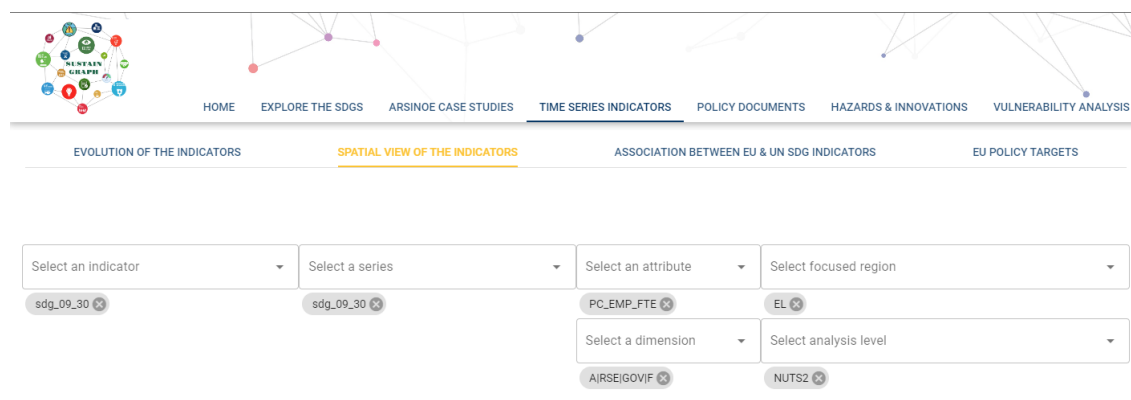 SUSTAIN
GRAPH
HOME EXPLORE THE SDGS ARSINOE CASE STUDIES TIME SERIES INDICATORS POLICY DOCUMENTS HAZARDS & INNOVATIONS VULNERABILITY ANALYSIS
EVOLUTION OF THE INDICATORS SPATIAL VIEW OF THE INDICATORS ASSOCIATION BETWEEN EU & UN SDG INDICATORS EU POLICY TARGETS
Select an indicator Select a series Select an attribute Select focused region
sdg_09_30 sdg_09_30 PC_EMP_FTE EL
Select a dimension Select analysis level
A|RSE|GOV|F NUTS2